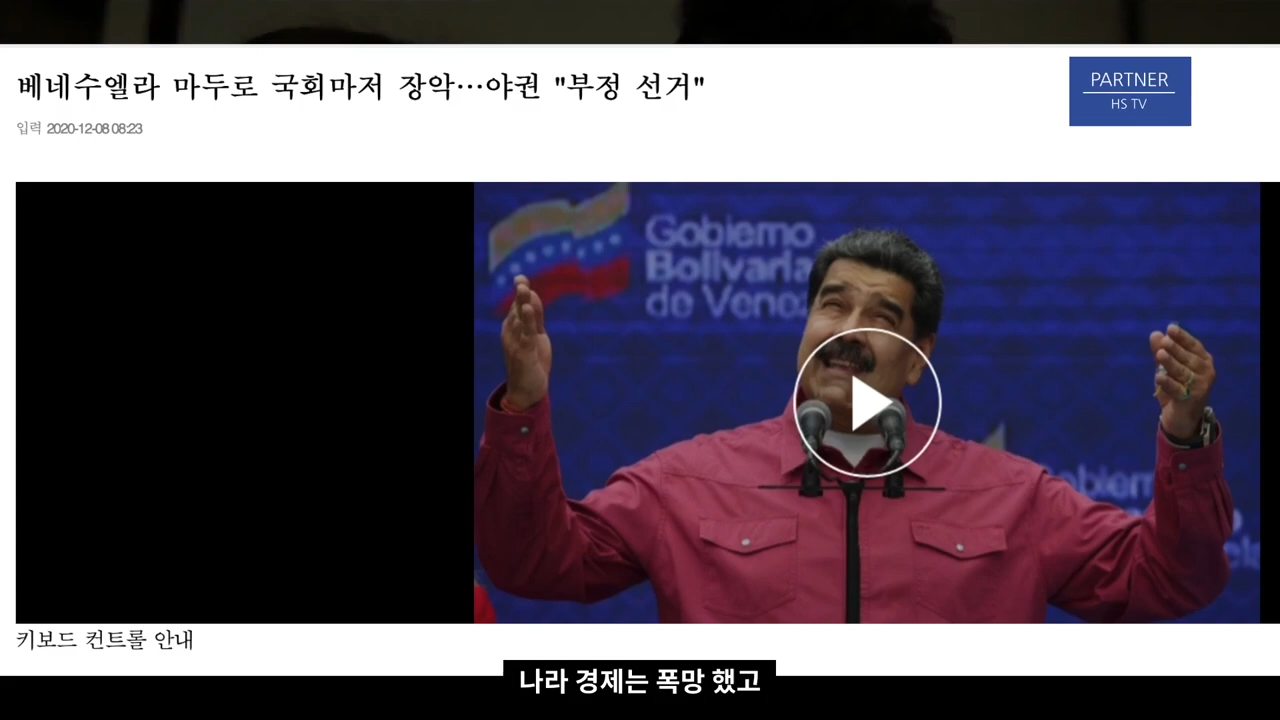 베네수엘라 마두로 국회마저 장악…야권 "부정 선거"
PARTNER
HS TV
입력 2020-12-08 08:23
Gobierno
Bolivaria
de Venez
키보드 컨트롤 안내
나라 경제는 폭망 했고